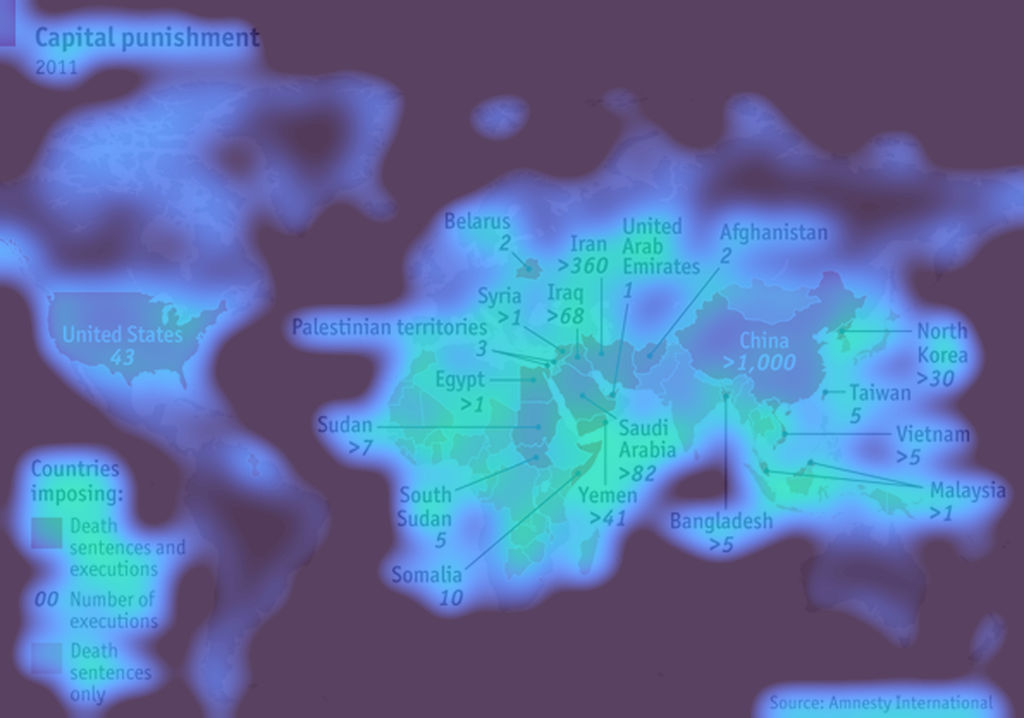 Capital punishment
2011
Belarus
2
United
Arab
Emirates
1
Iran
>360
Afghanistan
2
Syria
>1
Iraq
>68
Palestinian territories
3
United States
43
China
>1,000
North
Korea
>30
Egypt
>1
Taiwan
5
Sudan
>7
Saudi
Arabia
>82
Vietnam
>5
South
Sudan
5
Yemen
>41
Malaysia
>1
Bangladesh
>5
Somalia
10
Countries
imposing:
Death
sentences and
executions
00 Number of
executions
Death
sentences
only
Source: Amnesty International